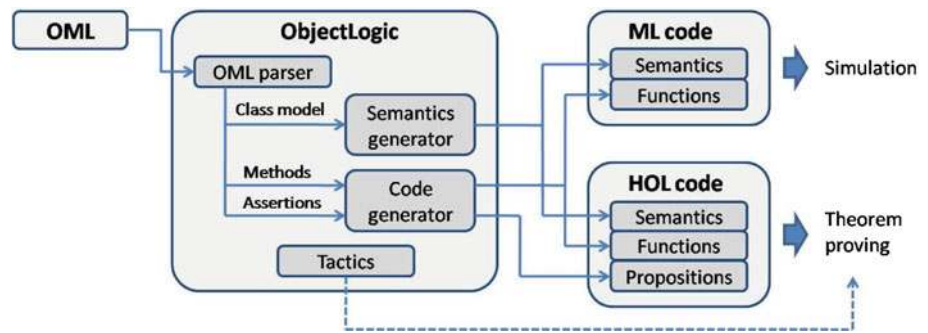 OML
ObjectLogic
OML parser
Class model
Semantics
generator
Methods
Assertions
Code
generator
Tactics
ML code
Semantics
Functions
Simulation
HOL code
Semantics
Functions
Propositions
Theorem
proving